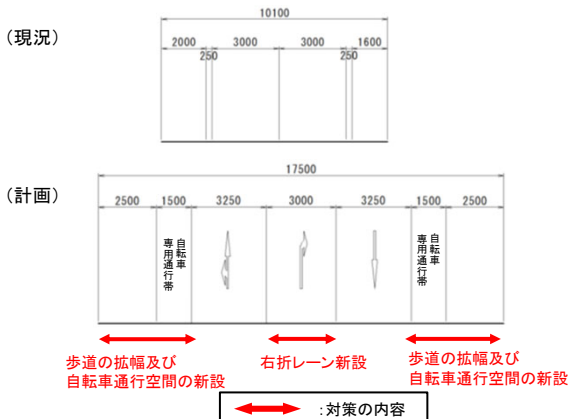 (現況)
10100
2000
250
3000
3000
250
1600
(計画)
17500
2500
1500
3250
3000
3250
1500
2500
自転車
専用通行帯
自転車
専用通行帯
歩道の拡幅及び
自転車通行空間の新設
右折レーン新設
歩道の拡幅及び
自転車通行空間の新設
:対策の内容